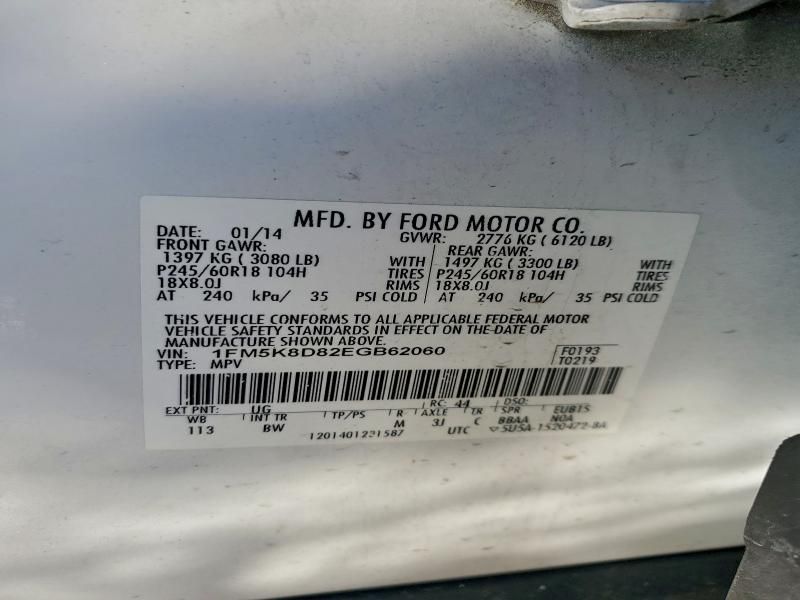 MFD. BY FORD MOTOR CO.
DATE: 01/14 GVWR: 2776 KG ( 6120 LB)
FRONT GAWR: REAR GAWR:
1397 KG ( 3080 LB) WITH 1497 KG ( 3300 LB) WITH
P245/60R18 104H TIRES P245/60R18 104H TIRES
18X8.0J RIMS 18X8.0J RIMS
AT 240 kPa/ 35 PSI COLD AT 240 kPa/ 35 PSI COLD
THIS VEHICLE CONFORMS TO ALL APPLICABLE FEDERAL MOTOR
VEHICLE SAFETY STANDARDS IN EFFECT ON THE DATE OF
MANUFACTURE SHOWN ABOVE.
VIN: 1FM5K8D82EGB62060 F0193
TYPE: MPV T0219
EXT PNT: UG RC: 44 DSO:
WB INT TR TP/PS R AXLE TR SPR EUB15
113 BW M 3J C BBAA N0A
1201401231587 UTC 5U5A-1520472-BA